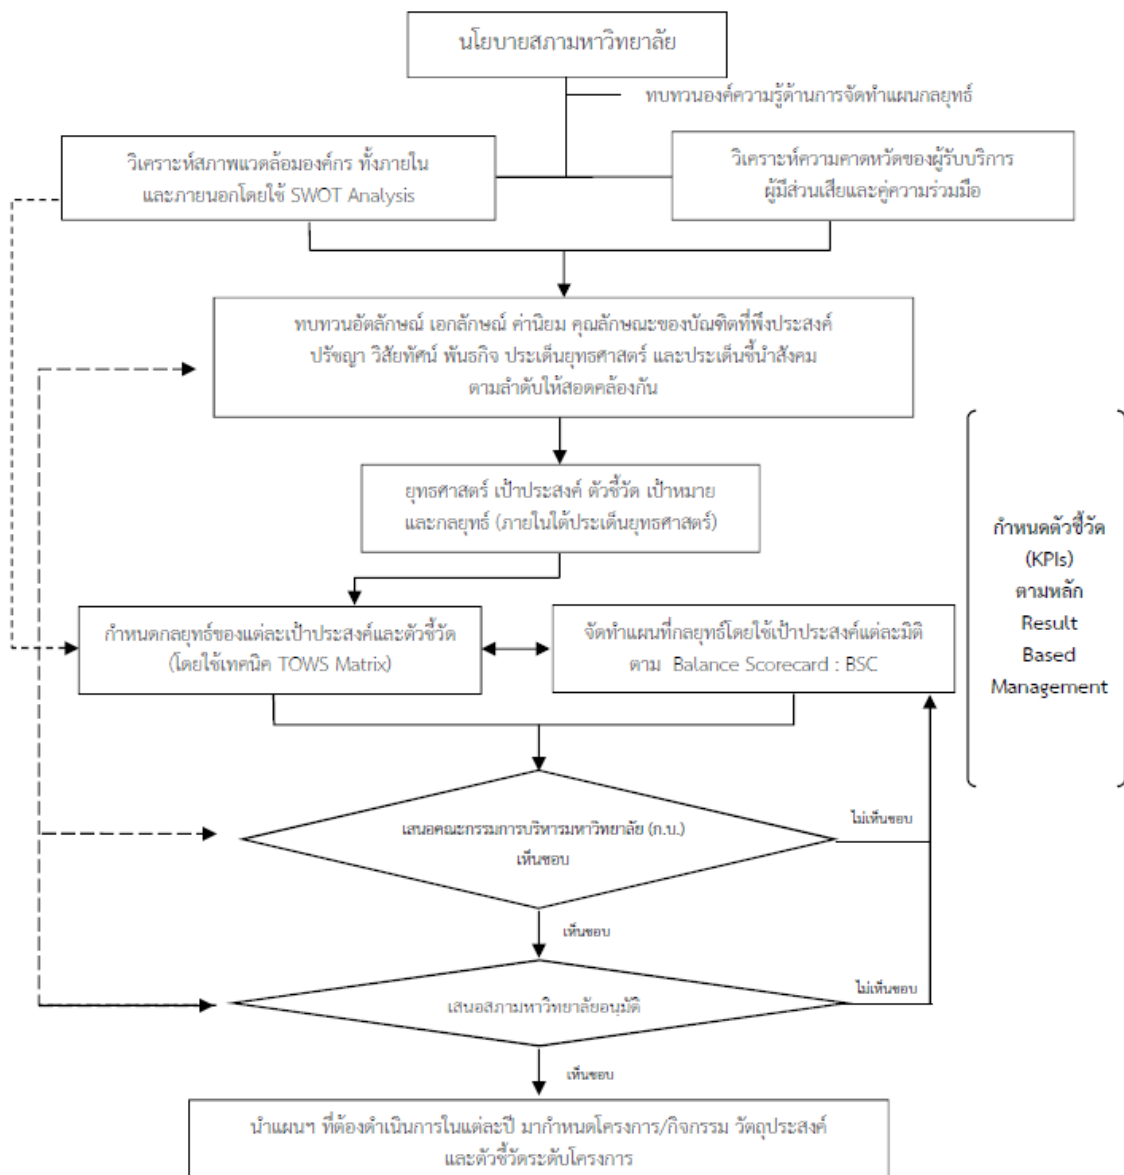 นโยบายสภามหาวิทยาลัย
ทบทวนองค์ความรู้ด้านการจัดทำแผนกลยุทธ์
วิเคราะห์สภาพแวดล้อมองค์กร ทั้งภายใน
และภายนอกโดยใช้ SWOT Analysis
วิเคราะห์ความคาดหวัดของผู้รับบริการ
ผู้มีส่วนเสียและคู่ความร่วมมือ
ทบทวนอัตลักษณ์ เอกลักษณ์ ค่านิยม คุณลักษณะของบัณฑิตที่พึงประสงค์
ปรัชญา วิสัยทัศน์ พันธกิจ ประเด็นยุทธศาสตร์ และประเด็นชี้นำสังคม
ตามลำดับให้สอดคล้องกัน
ยุทธศาสตร์ เป้าประสงค์ ตัวชี้วัด เป้าหมาย
และกลยุทธ์ (ภายในใต้ประเด็นยุทธศาสตร์)
กำหนดตัวชี้วัด
(KPIs)
ตามหลัก
Result
Based
Management
กำหนดกลยุทธ์ของแต่ละเป้าประสงค์และตัวชี้วัด
(โดยใช้เทคนิค TOWS Matrix)
จัดทำแผนที่กลยุทธ์โดยใช้เป้าประสงค์แต่ละมิติ
ตาม Balance Scorecard : BSC
เสนอคณะกรรมการบริหารมหาวิทยาลัย (ก.บ.)
เห็นชอบ
ไม่เห็นชอบ
เห็นชอบ
เสนอสภามหาวิทยาลัยอนุมัติ
ไม่เห็นชอบ
เห็นชอบ
นำแผนฯ ที่ต้องดำเนินการในแต่ละปี มากำหนดโครงการ/กิจกรรม วัตถุประสงค์
และตัวชี้วัดระดับโครงการ